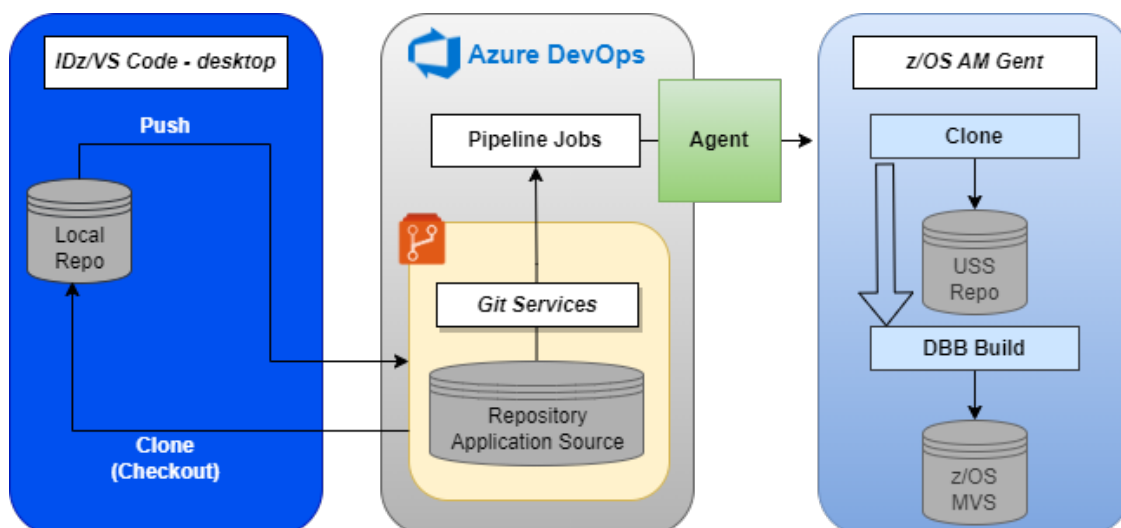 IDz/VS Code - desktop
Push
Local
Repo
Clone
(Checkout)
Azure DevOps
Pipeline Jobs
Agent
Git Services
Repository
Application Source
z/OS AM Gent
Clone
USS
Repo
DBB Build
z/OS
MVS